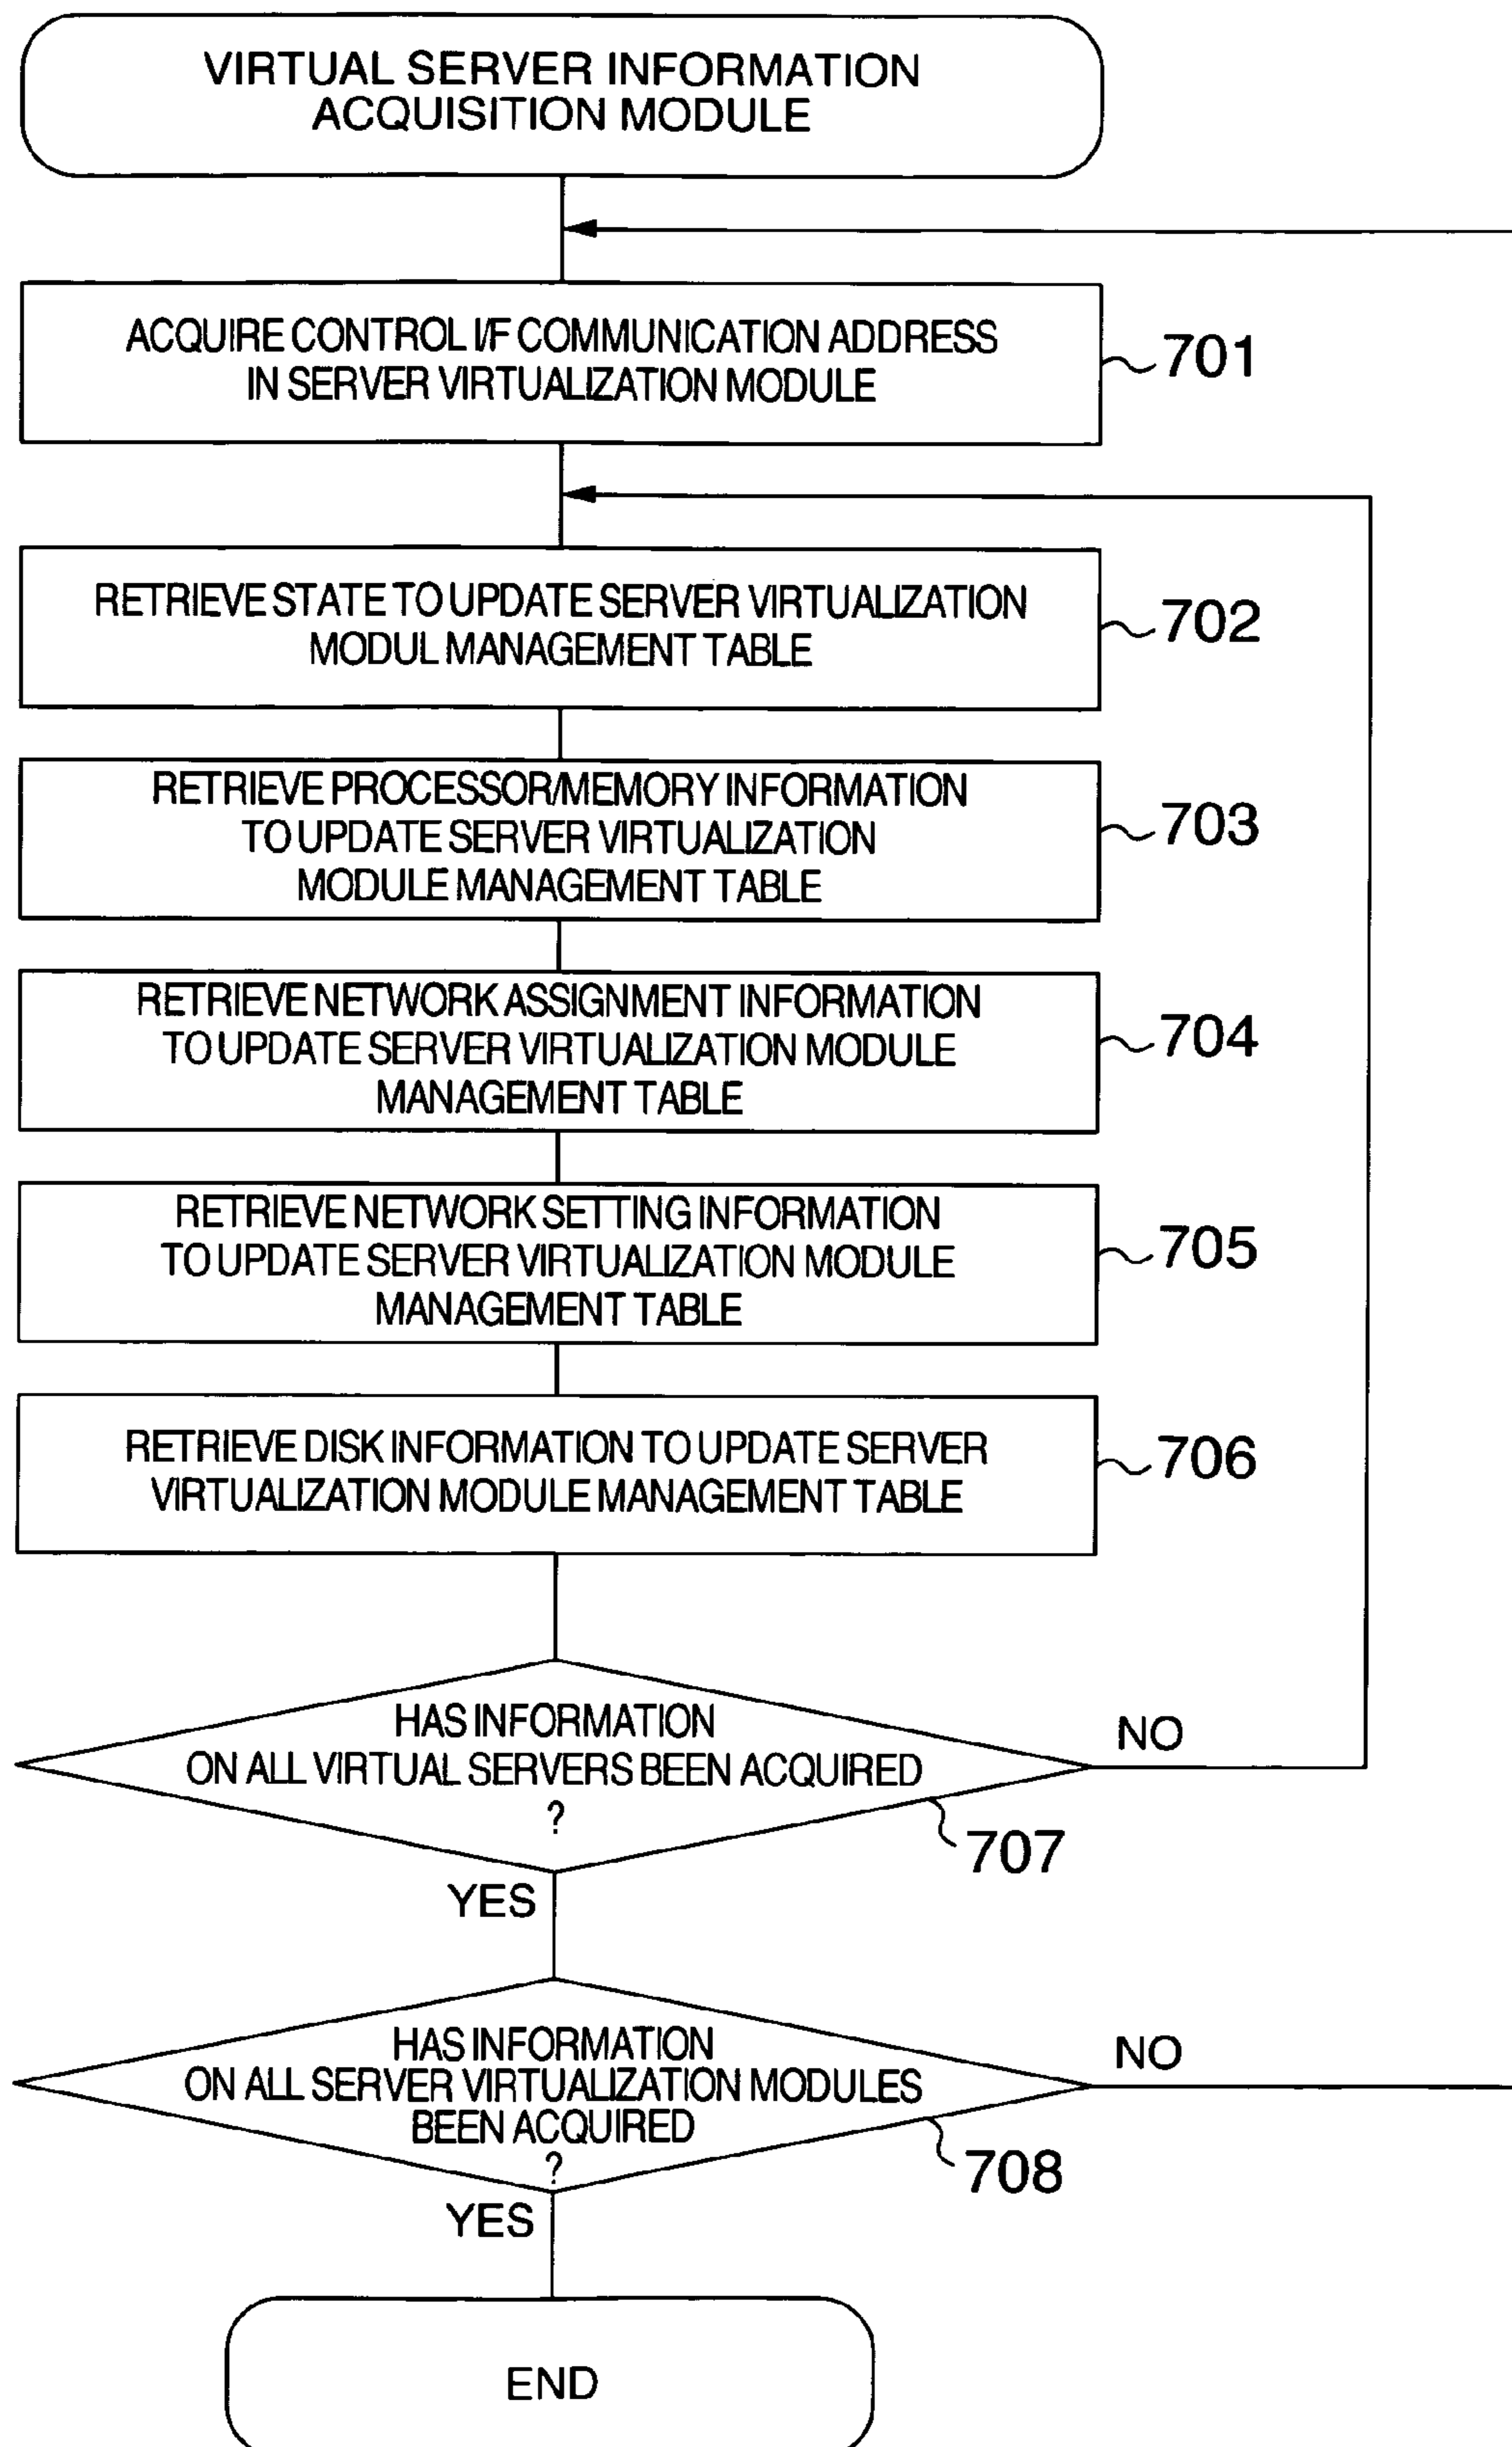 VIRTUAL SERVER INFORMATION
ACQUISITION MODULE
ACQUIRE CONTROL I/F COMMUNICATION ADDRESS
IN SERVER VIRTUALIZATION MODULE
701
RETRIEVE STATE TO UPDATE SERVER VIRTUALIZATION
MODUL MANAGEMENT TABLE
702
RETRIEVE PROCESSOR/MEMORY INFORMATION
TO UPDATE SERVER VIRTUALIZATION
MODULE MANAGEMENT TABLE
703
RETRIEVE NETWORK ASSIGNMENT INFORMATION
TO UPDATE SERVER VIRTUALIZATION MODULE
MANAGEMENT TABLE
704
RETRIEVE NETWORK SETTING INFORMATION
TO UPDATE SERVER VIRTUALIZATION MODULE
MANAGEMENT TABLE
705
RETRIEVE DISK INFORMATION TO UPDATE SERVER
VIRTUALIZATION MODULE MANAGEMENT TABLE
706
HAS INFORMATION
ON ALL VIRTUAL SERVERS BEEN ACQUIRED
?
NO
707
YES
HAS INFORMATION
ON ALL SERVER VIRTUALIZATION MODULES
BEEN ACQUIRED
?
NO
708
YES
END